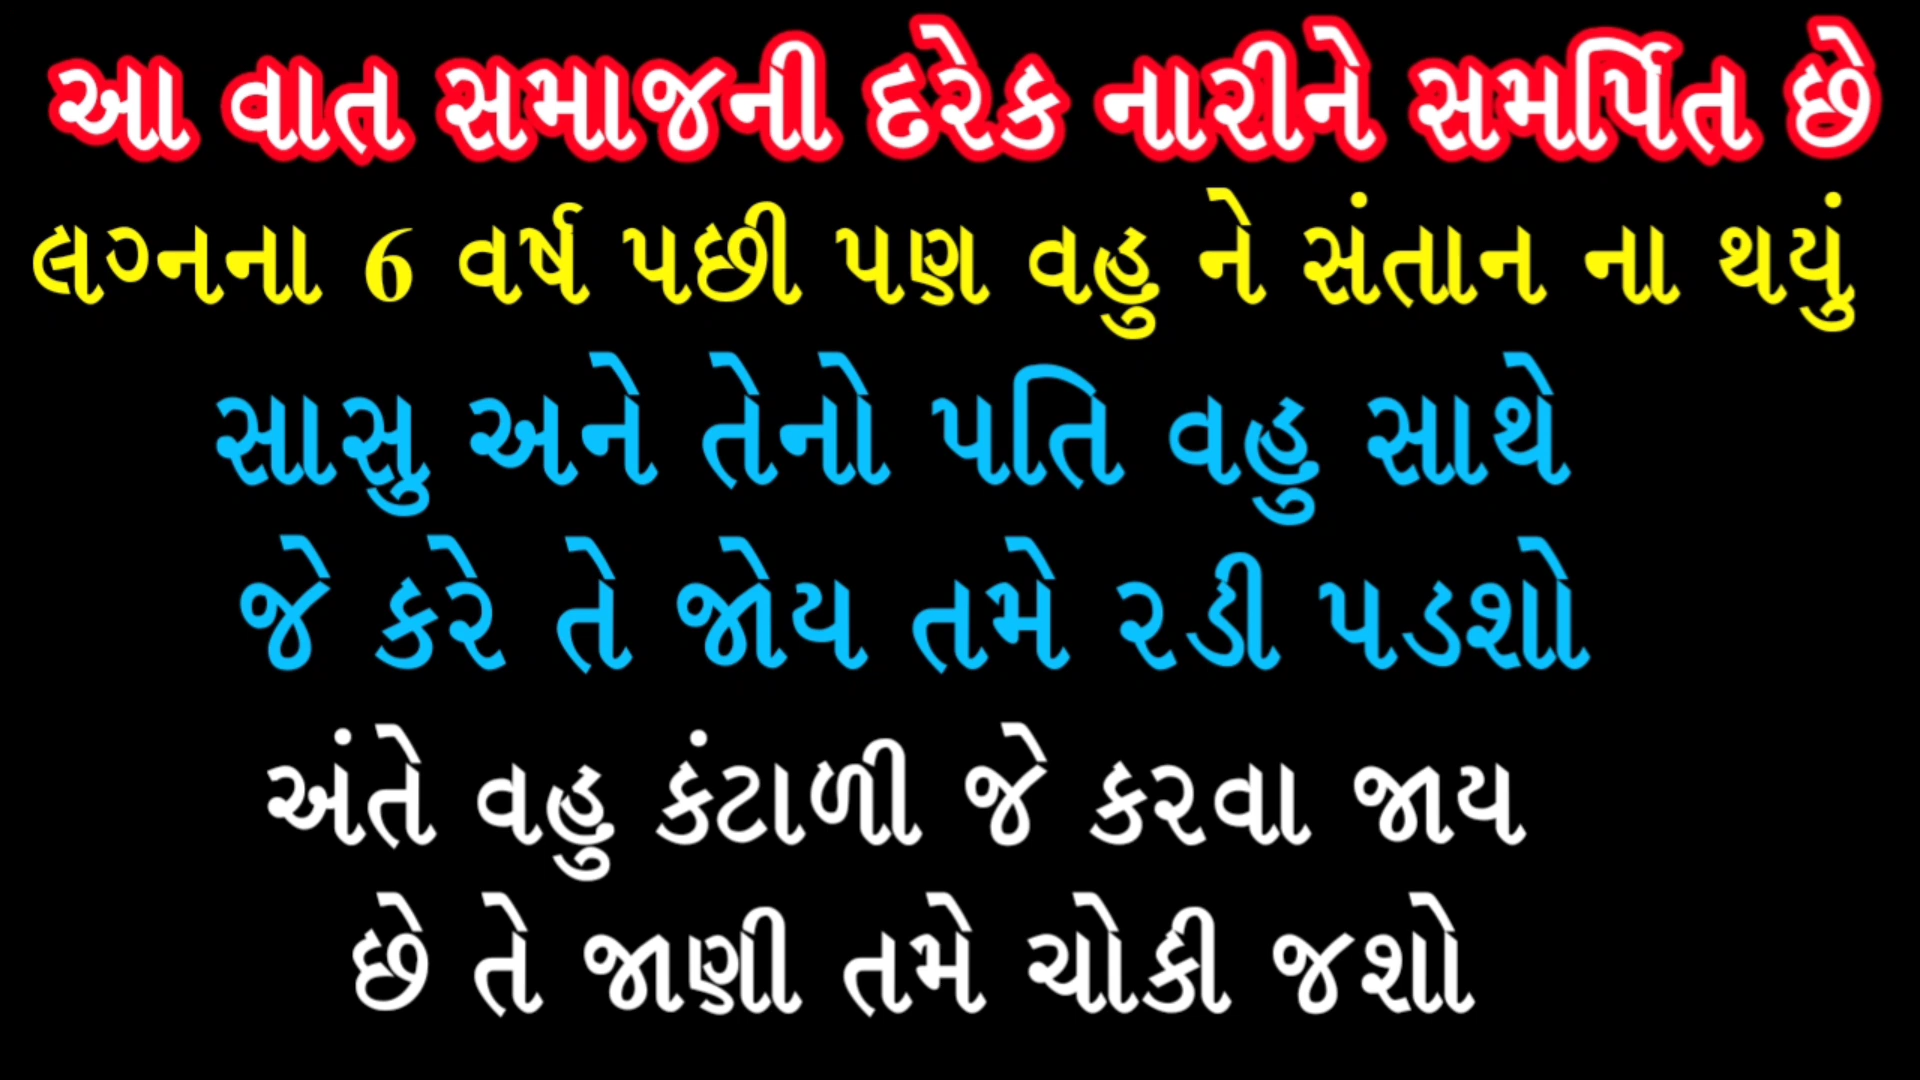 આ વાત સમાજની દરેક નારીને સમર્પિત છે
લગ્નના 6 વર્ષ પછી પણ વહુ ને સંતાન ના થયું
સાસુ અને તેનો પતિ વહુ સાથે
જે કરે તે જોય તમે રડી પડશો
અંતે વહુ કંટાળી જે કરવા જાય
છે તે જાણી તમે ચોકી જશો